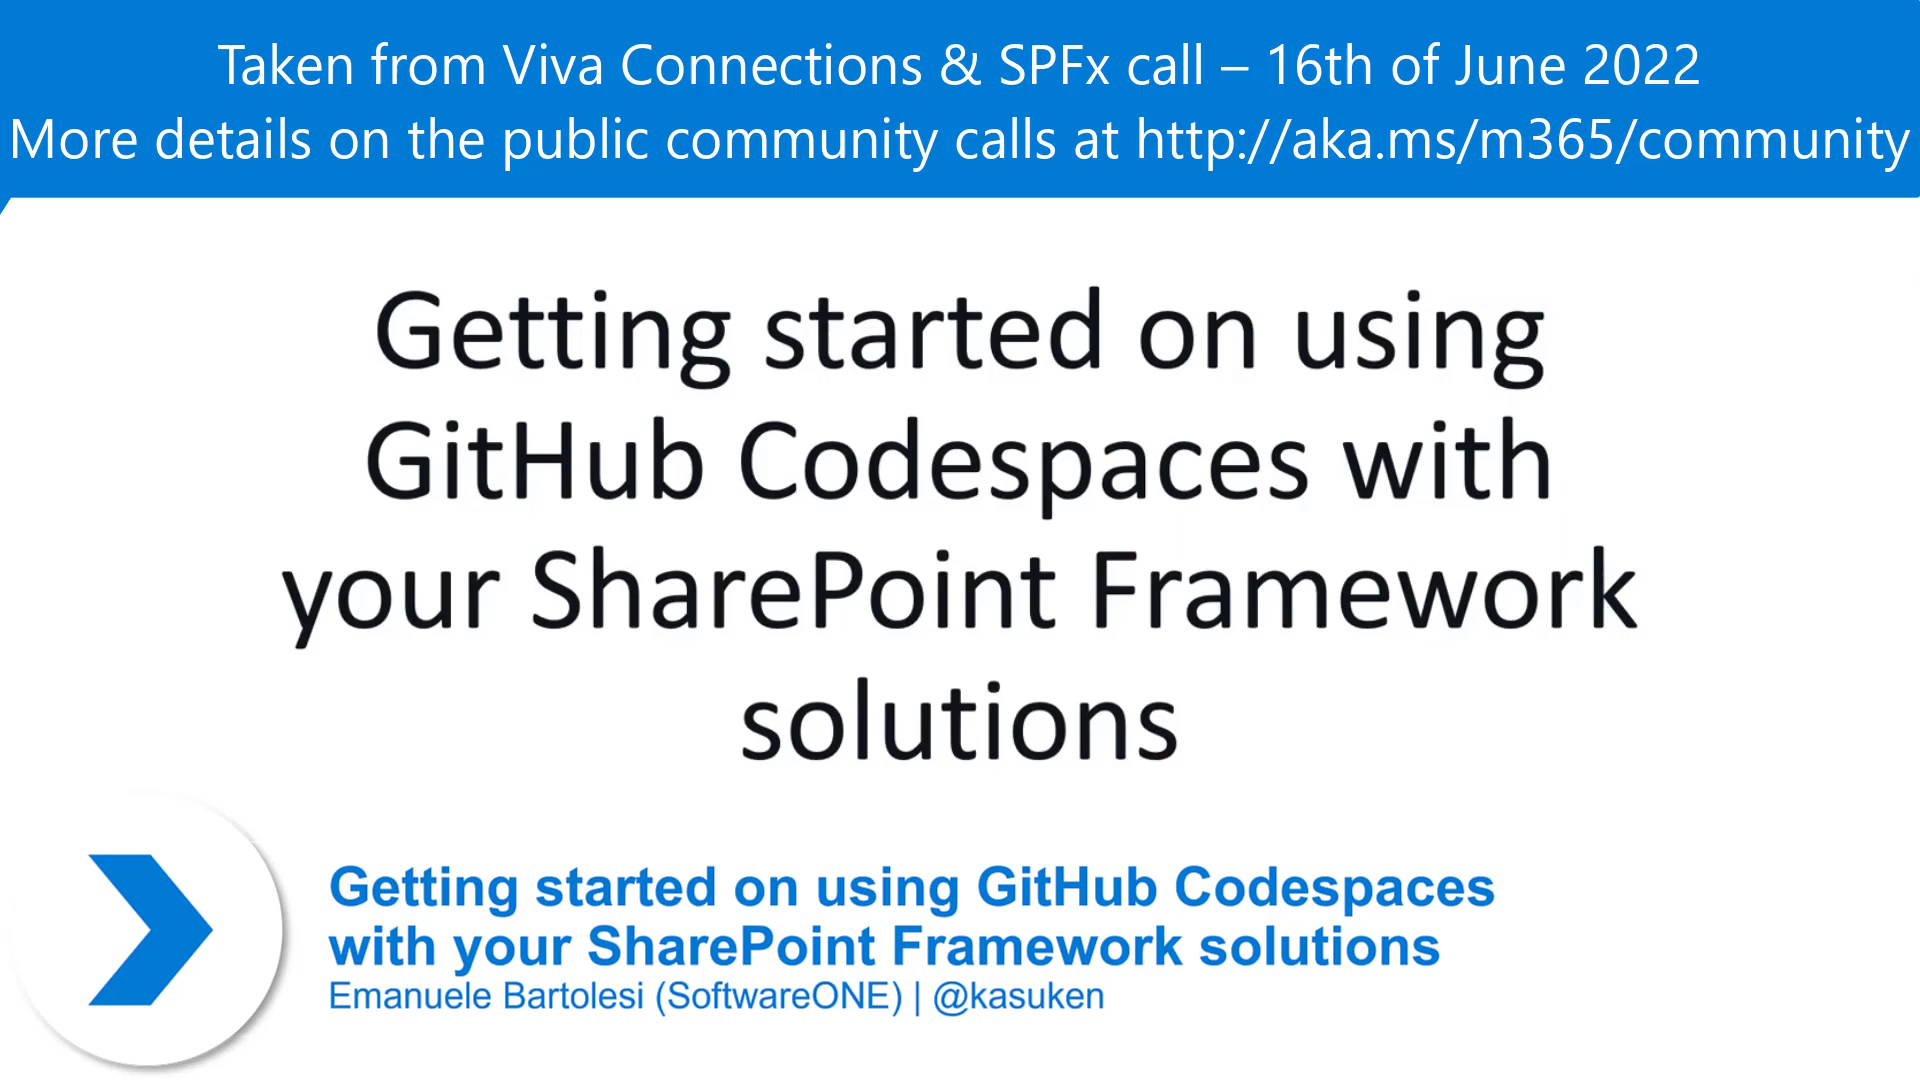 Taken from Viva Connections & SPFx call – 16th of June 2022
More details on the public community calls at http://aka.ms/m365/community
Getting started on using
GitHub Codespaces with
your SharePoint Framework
solutions
Getting started on using GitHub Codespaces
with your SharePoint Framework solutions
Emanuele Bartolesi (SoftwareONE) | @kasuken